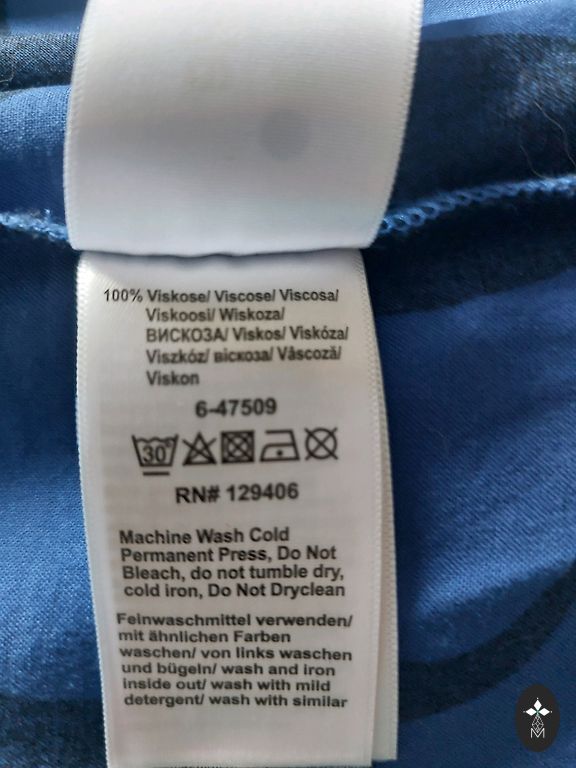 100% Viskose/ Viscose/ Viscosa/
Viskoosi/ Wiskoza/
ВИСКОЗА/ Viskos/ Viskóza/
Viszkóz/ віскоза/ Vâscoză/
Viskon
6-47509
30°
RN# 129406
Machine Wash Cold
Permanent Press, Do Not
Bleach, do not tumble dry,
cold iron, Do Not Dryclean
Feinwaschmittel verwenden/
mit ähnlichen Farben
waschen/ von links waschen
und bügeln/ wash and iron
inside out/ wash with mild
detergent/ wash with similar
M